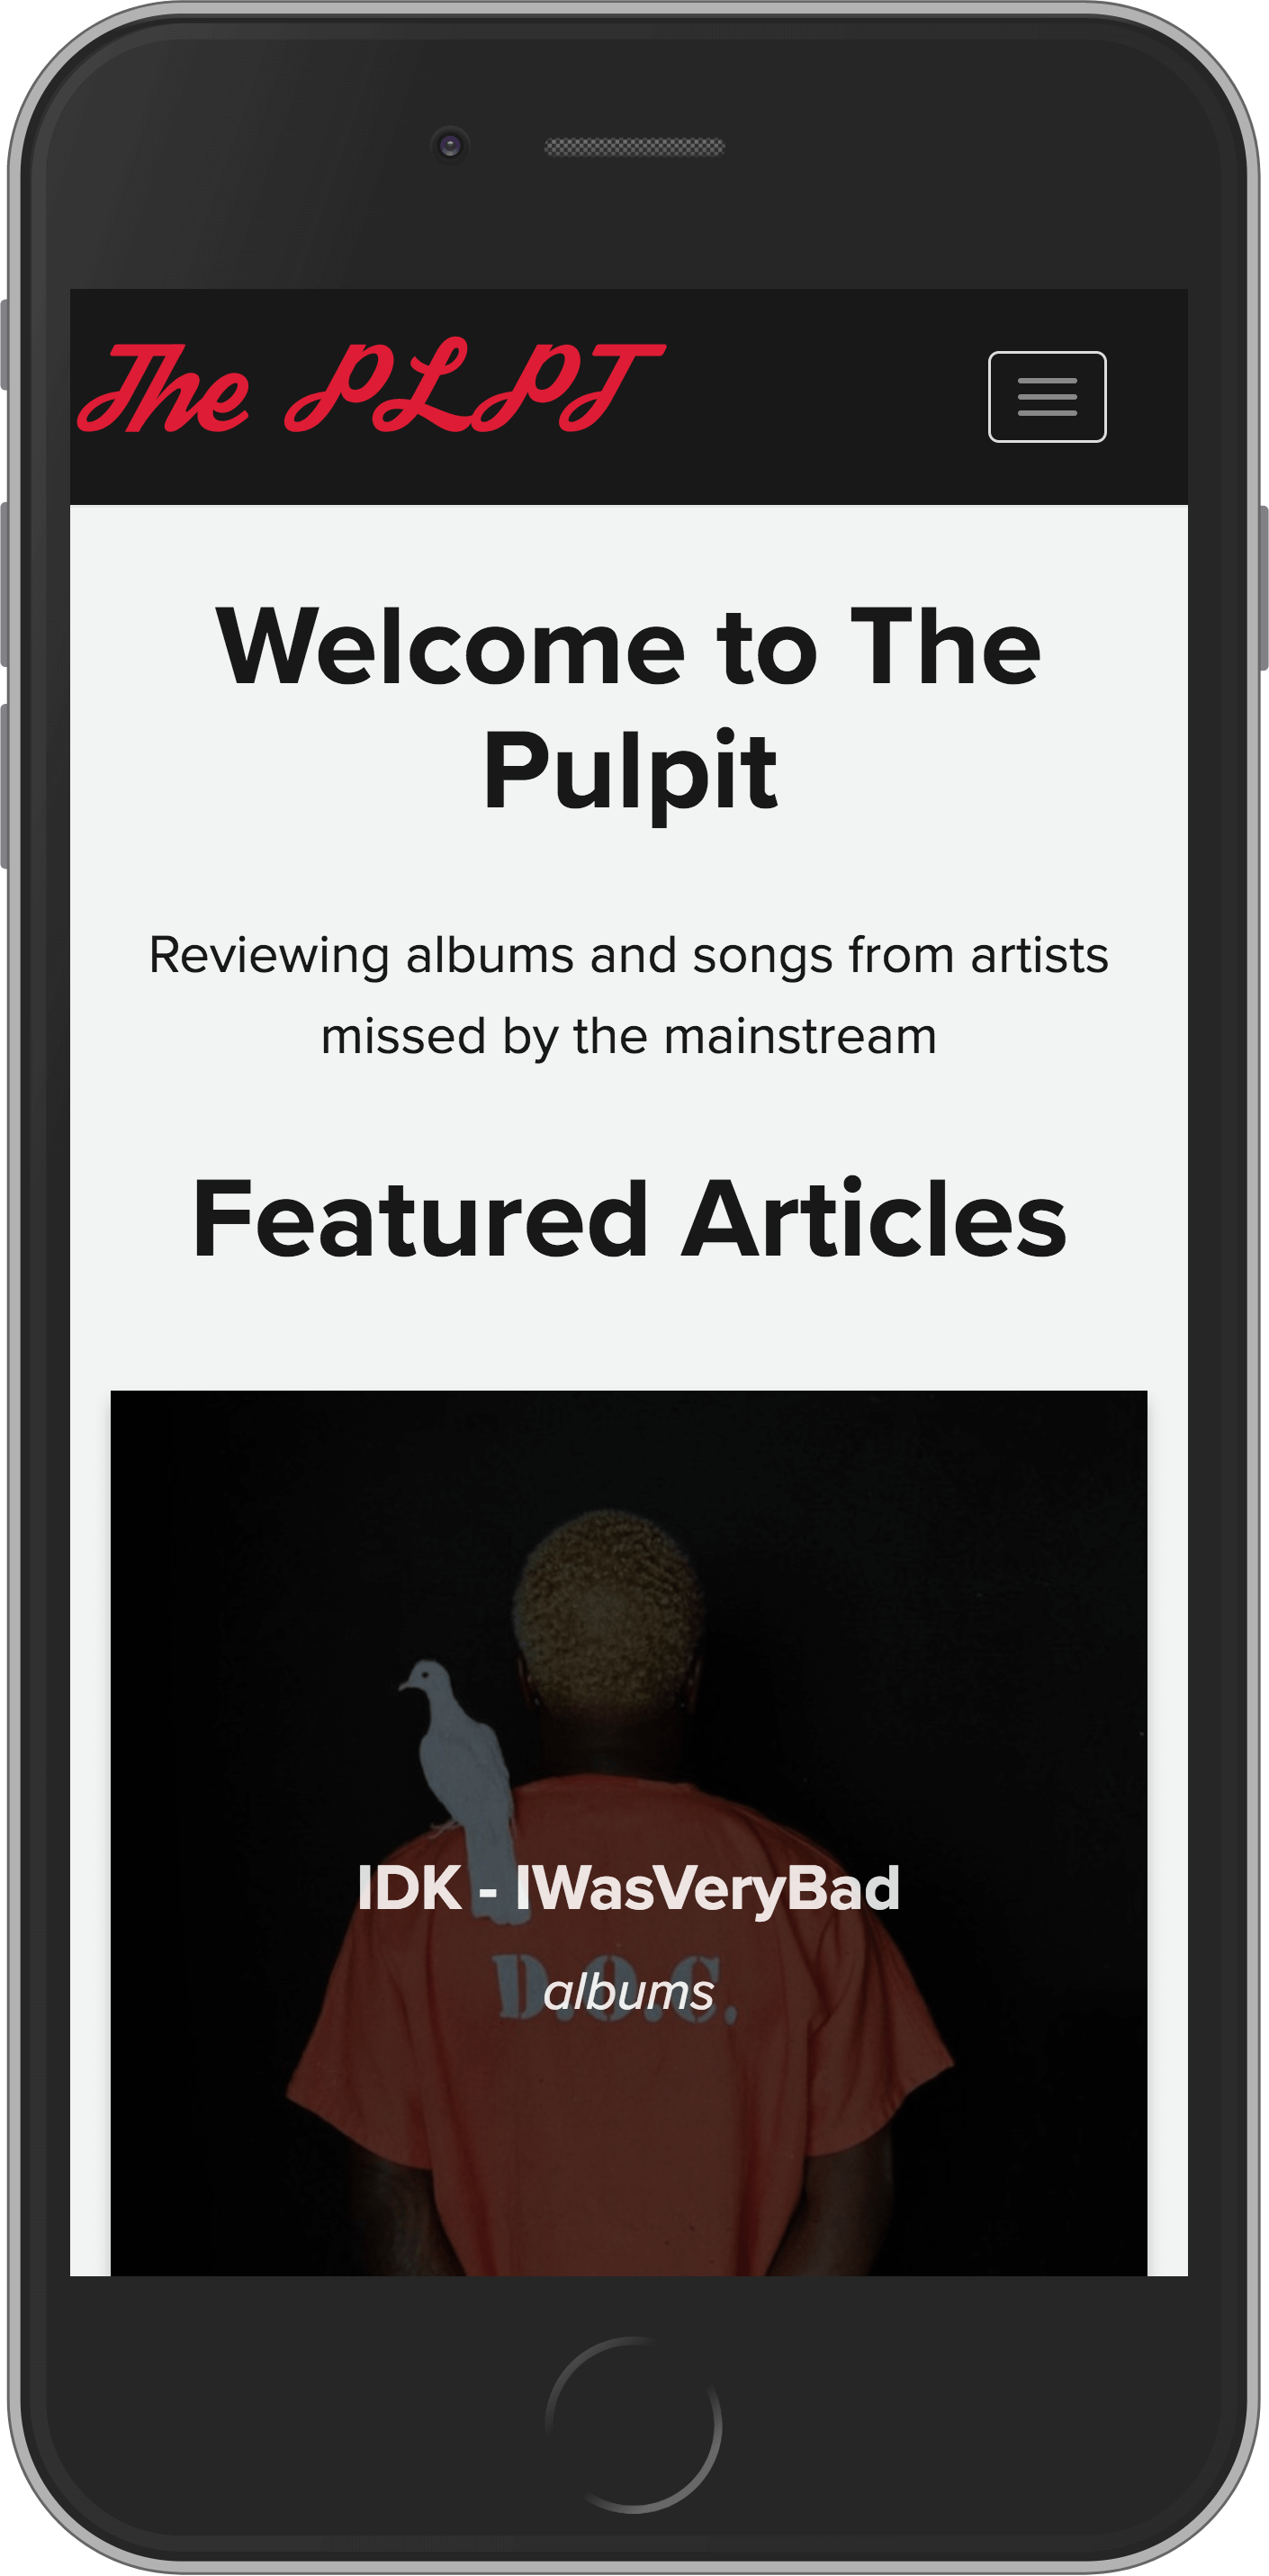 The PLPT
Welcome to The
Pulpit
Reviewing albums and songs from artists
missed by the mainstream
Featured Articles
IDK - IWasVeryBad
albums
D.O.C.